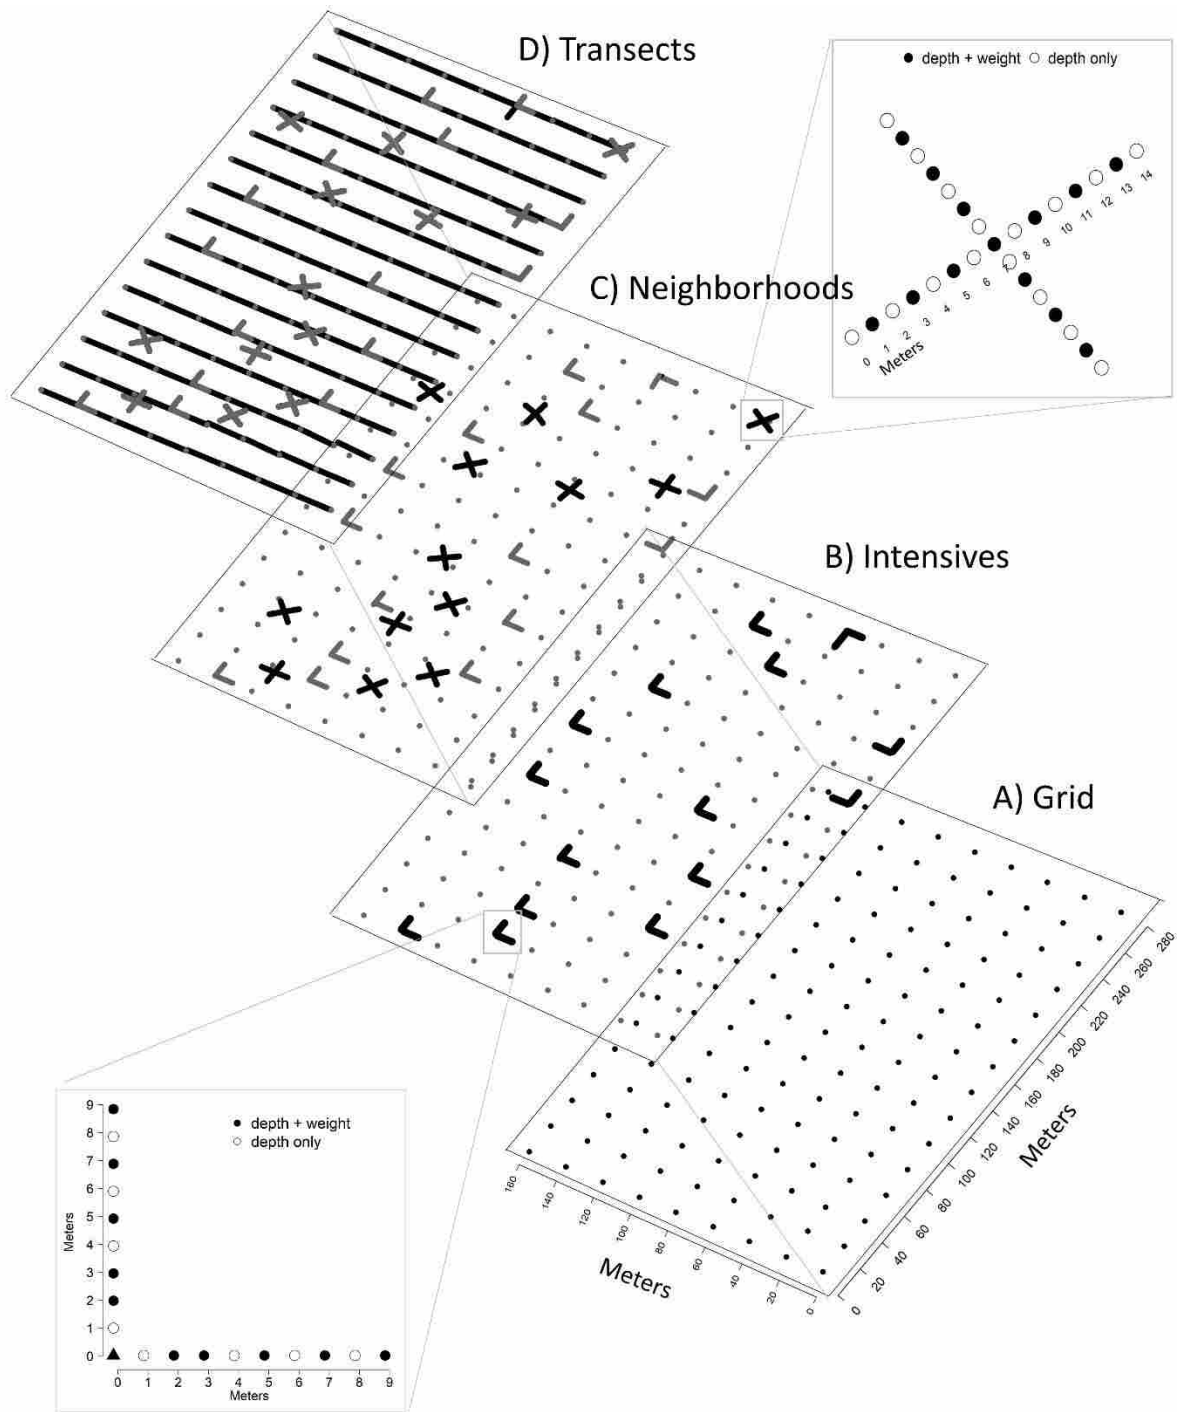 D) Transects
● depth + weight ○ depth only
0 1 2 3 4 5 6 7 8 9 10 11 12 13 14
Meters
C) Neighborhoods
B) Intensives
A) Grid
0 20 40 60 80 100 120 140 160 180 200 220 240 260 280
Meters
160 140 120 100 80 60 40 20 0
Meters
● depth + weight
○ depth only
9
8
7
6
5
4
3
2
1
0
Meters
0 1 2 3 4 5 6 7 8 9
Meters